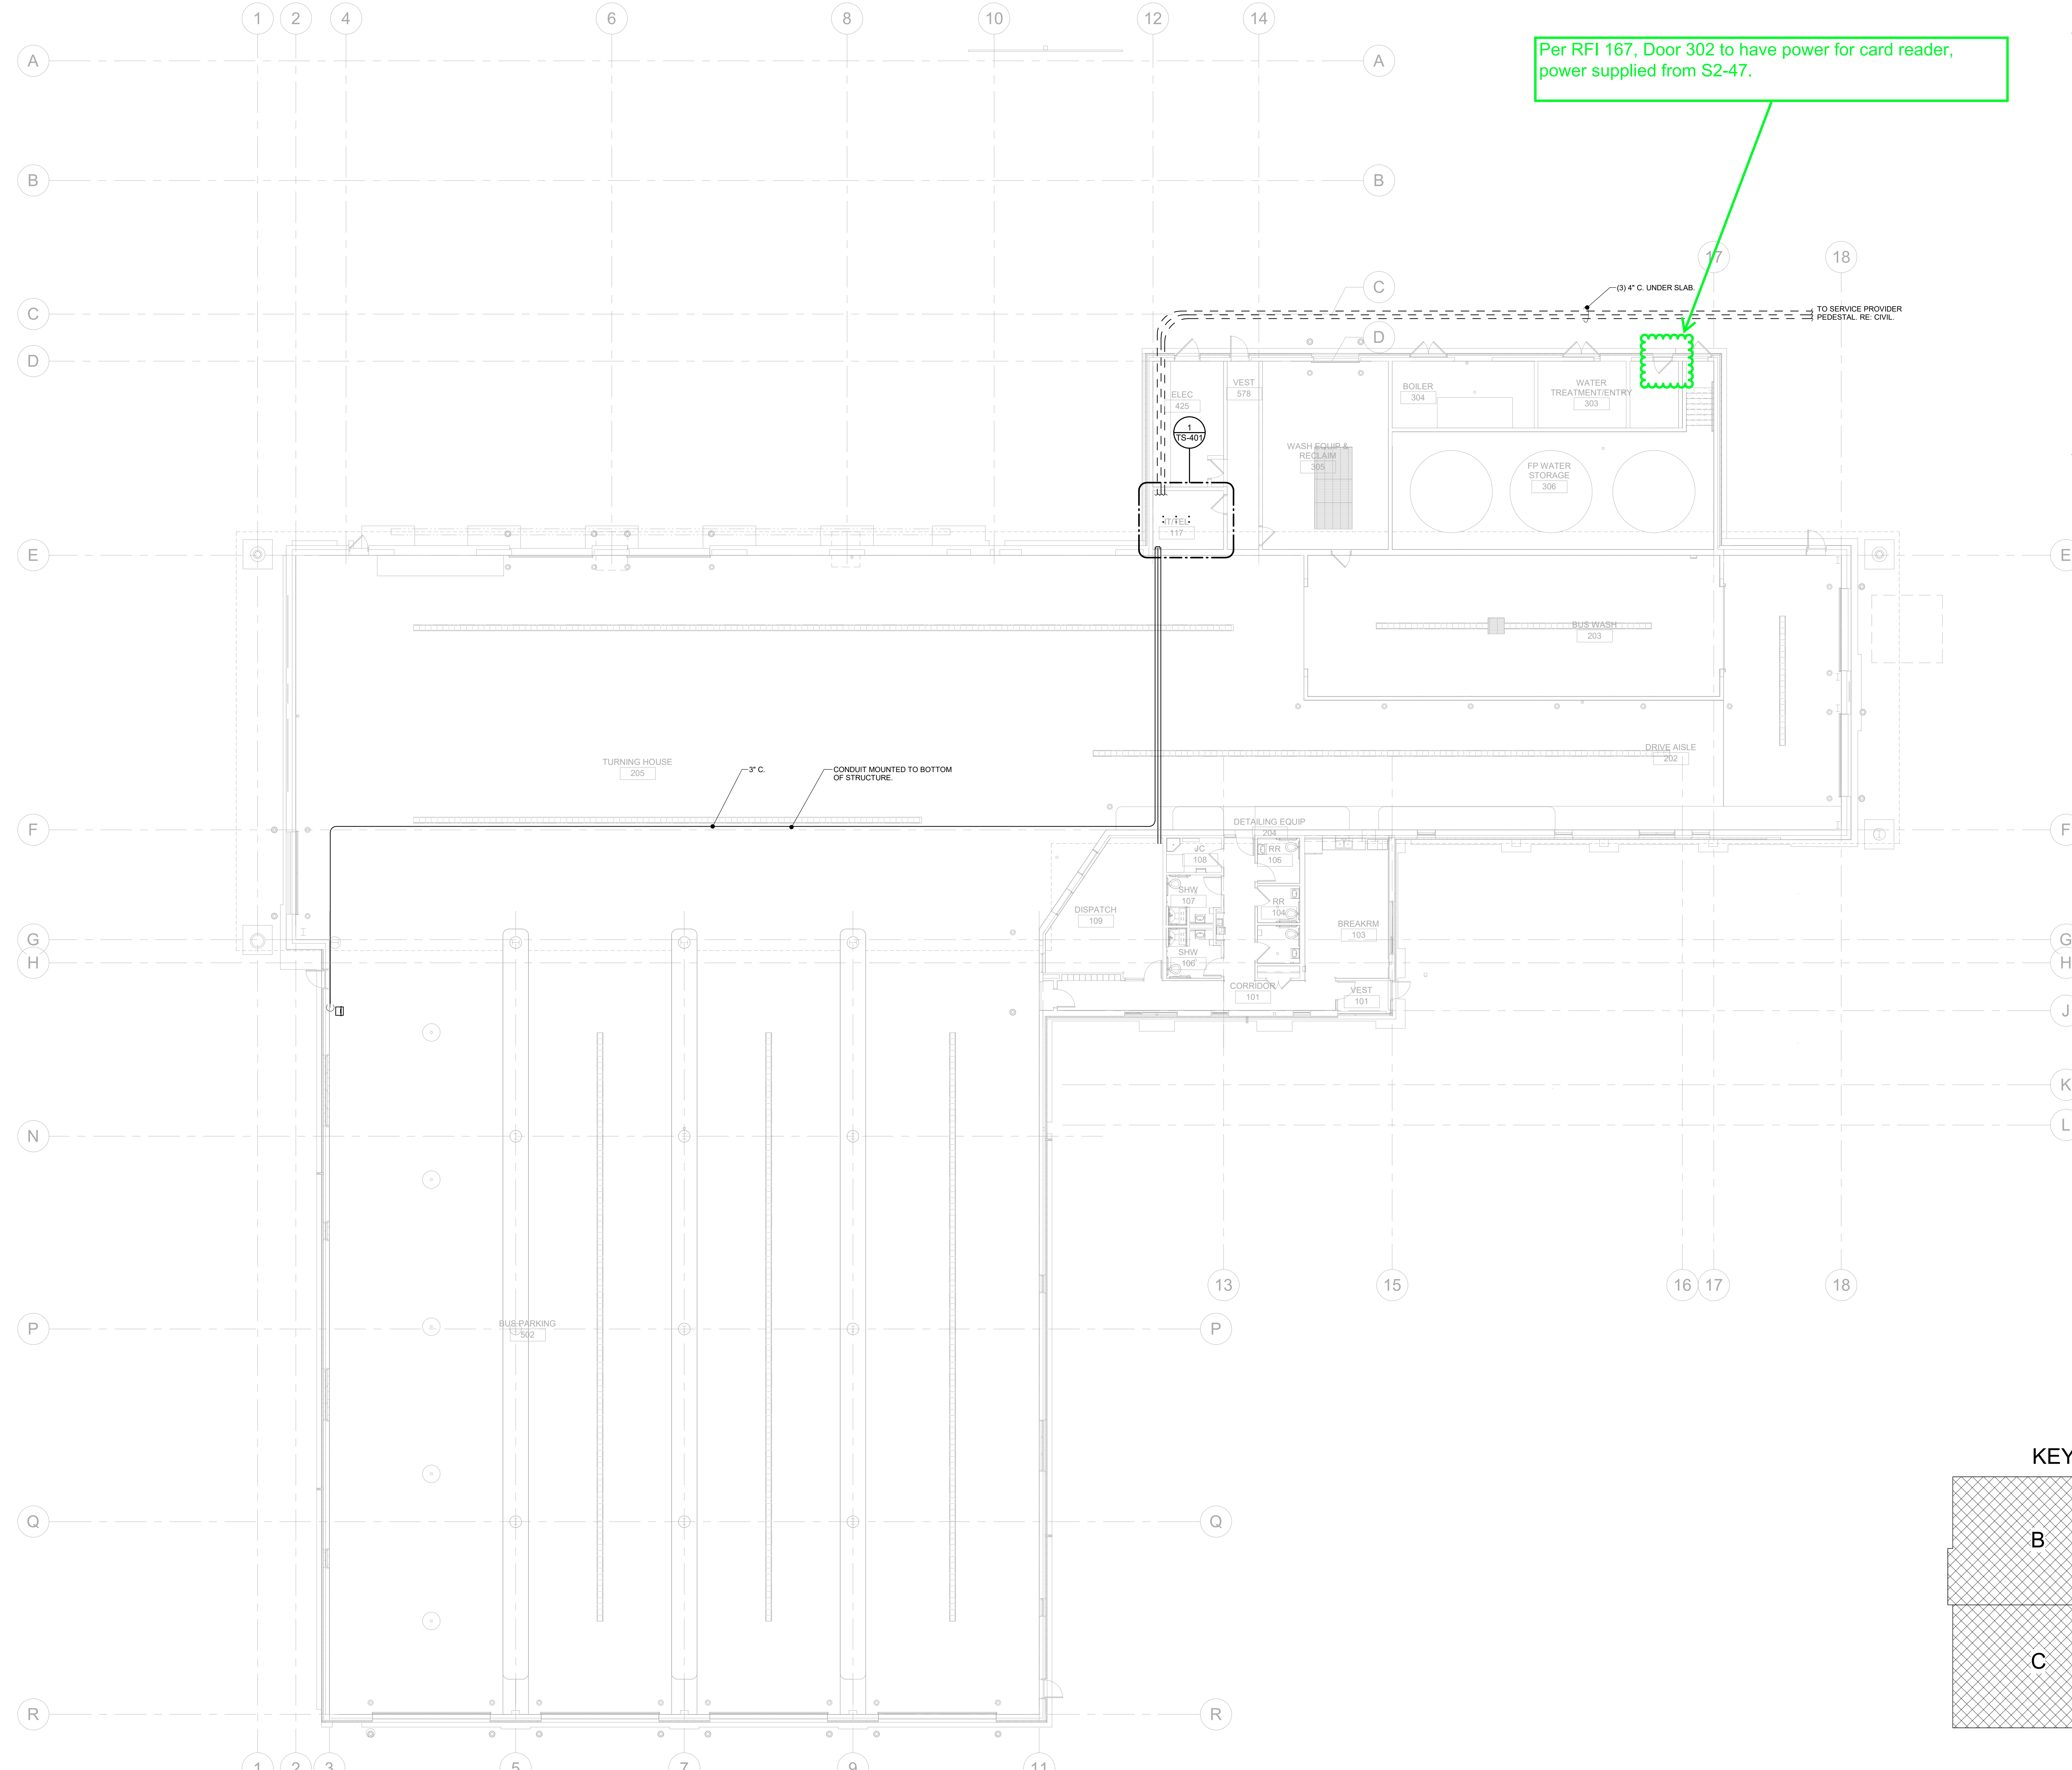 1
2
4
6
8
10
12
14
A
A
Per RFI 167, Door 302 to have power for card reader,
power supplied from S2-47.
B
B
17
18
C
C
(3) 4" C. UNDER SLAB.
TO SERVICE PROVIDER
PEDESTAL. RE: CIVIL.
D
D
ELEC
425
VEST
578
BOILER
304
WATER
TREATMENT/ENTRY
303
1
TS-401
WASH EQUIP &
RECLAIM
305
FP WATER
STORAGE
306
IT/TEL
117
E
E
BUS WASH
203
TURNING HOUSE
205
3" C.
CONDUIT MOUNTED TO BOTTOM
OF STRUCTURE.
DRIVE AISLE
202
F
F
DETAILING EQUIP
204
JC
108
RR
105
SHW
107
RR
104
DISPATCH
109
BREAKRM
103
G
G
H
H
SHW
106
CORRIDOR
101
VEST
101
J
K
N
L
13
15
16
17
18
P
P
BUS PARKING
502
KEY
Q
Q
B
C
R
R
1
2
3
5
7
9
11